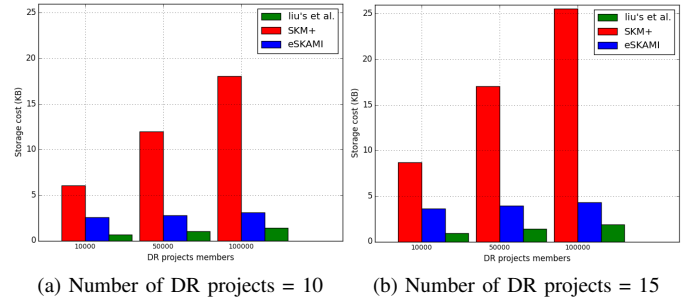 25
20
15
10
5
0
Storage cost (KB)
10000 50000 100000
DR projects members
liu's et al.
SKM+
eSKAMI
(a) Number of DR projects = 10
25
20
15
10
5
0
Storage cost (KB)
10000 50000 100000
DR projects members
liu's et al.
SKM+
eSKAMI
(b) Number of DR projects = 15